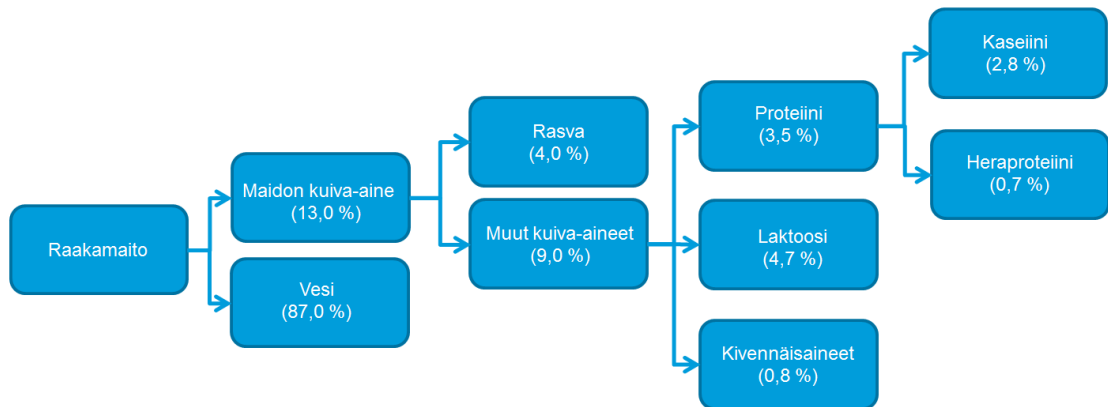 Raakamaito
Maidon kuiva-aine
(13,0 %)
Vesi
(87,0 %)
Rasva
(4,0 %)
Muut kuiva-aineet
(9,0 %)
Proteiini
(3,5 %)
Laktoosi
(4,7 %)
Kivennäisaineet
(0,8 %)
Kaseiini
(2,8 %)
Heraproteiini
(0,7 %)